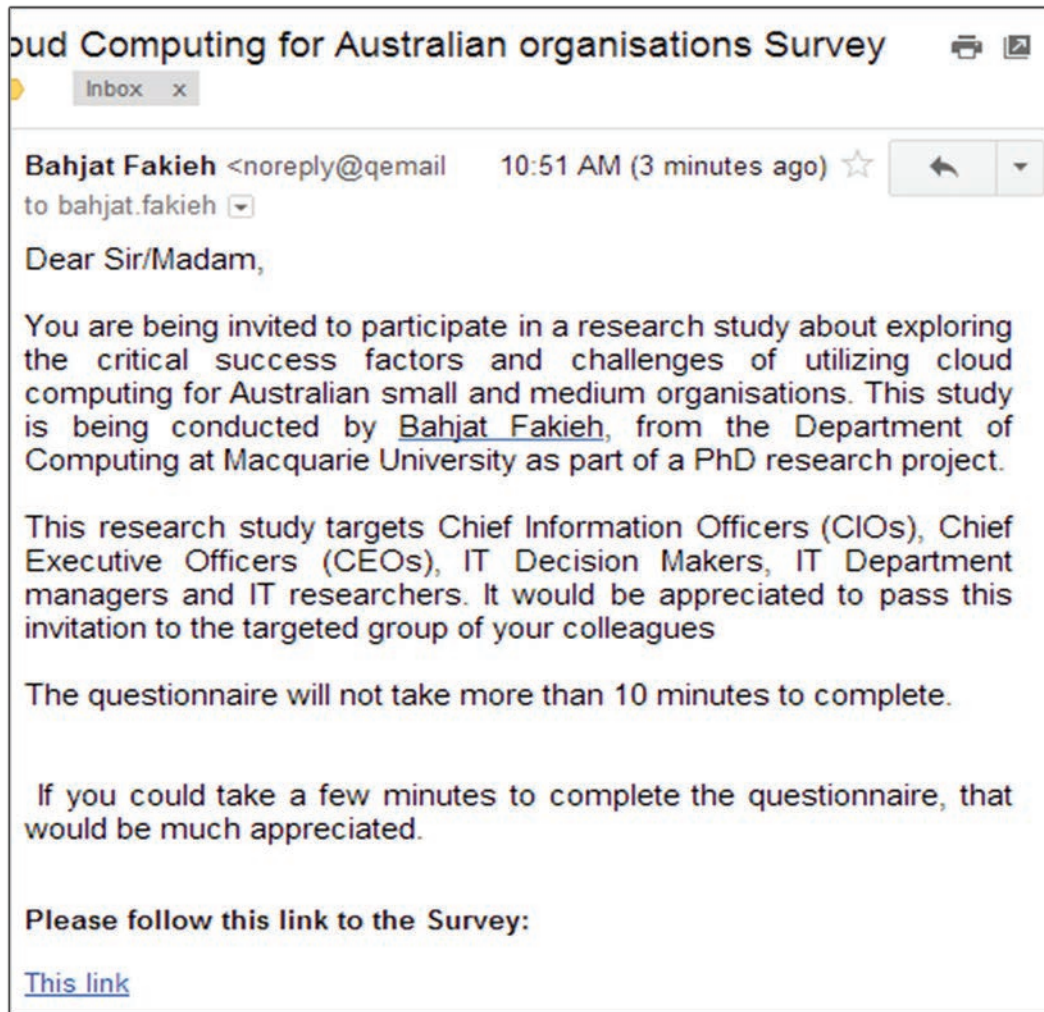 oud Computing for Australian organisations Survey
Inbox x
Bahjat Fakieh <noreply@qemail 10:51 AM (3 minutes ago)
to bahjat.fakieh
Dear Sir/Madam,
You are being invited to participate in a research study about exploring
the critical success factors and challenges of utilizing cloud
computing for Australian small and medium organisations. This study
is being conducted by Bahjat Fakieh, from the Department of
Computing at Macquarie University as part of a PhD research project.
This research study targets Chief Information Officers (CIOs), Chief
Executive Officers (CEOs), IT Decision Makers, IT Department
managers and IT researchers. It would be appreciated to pass this
invitation to the targeted group of your colleagues
The questionnaire will not take more than 10 minutes to complete.
If you could take a few minutes to complete the questionnaire, that
would be much appreciated.
Please follow this link to the Survey:
This link